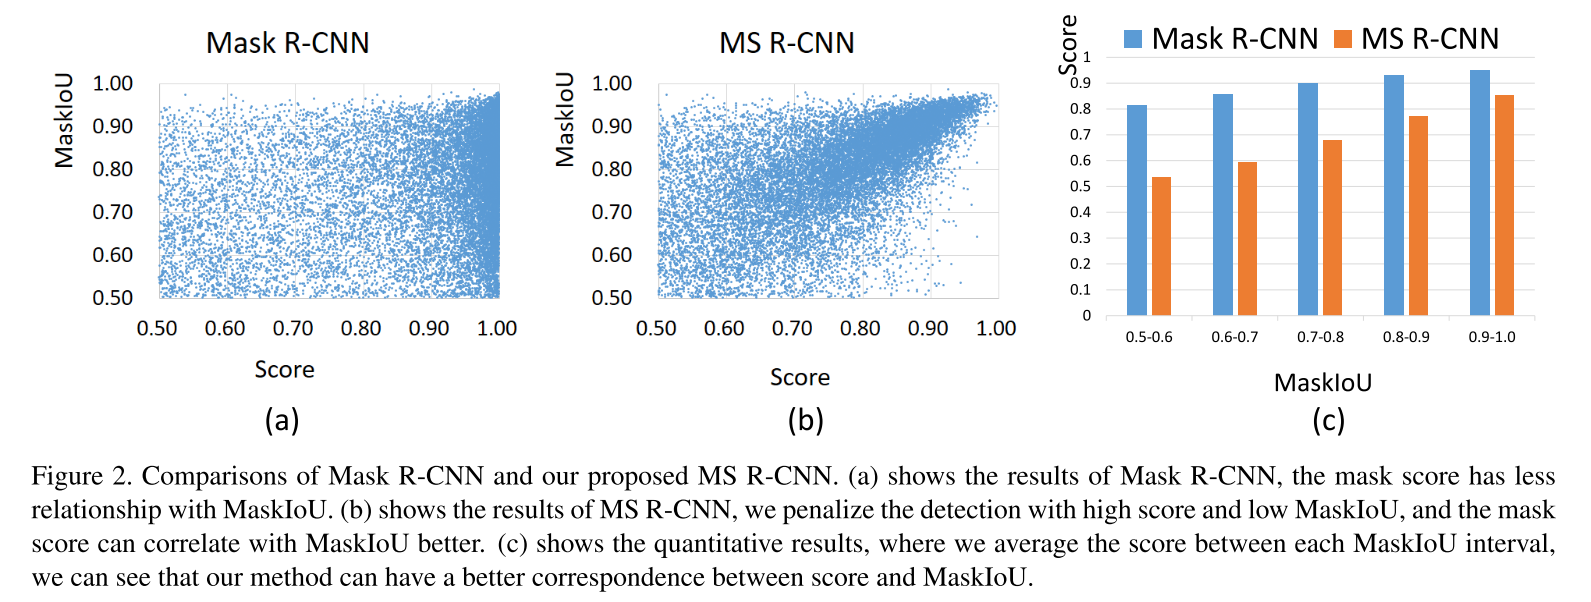 Mask R-CNN
MaskIoU
1.00
0.90
0.80
0.70
0.60
0.50
0.50 0.60 0.70 0.80 0.90 1.00
Score
(a)
MS R-CNN
MaskIoU
1.00
0.90
0.80
0.70
0.60
0.50
0.50 0.60 0.70 0.80 0.90 1.00
Score
(b)
Score
Mask R-CNN MS R-CNN
1
0.9
0.8
0.7
0.6
0.5
0.4
0.3
0.2
0.1
0
0.5-0.6 0.6-0.7 0.7-0.8 0.8-0.9 0.9-1.0
MaskIoU
(c)
Figure 2. Comparisons of Mask R-CNN and our proposed MS R-CNN. (a) shows the results of Mask R-CNN, the mask score has less
relationship with MaskIoU. (b) shows the results of MS R-CNN, we penalize the detection with high score and low MaskIoU, and the mask
score can correlate with MaskIoU better. (c) shows the quantitative results, where we average the score between each MaskIoU interval,
we can see that our method can have a better correspondence between score and MaskIoU.